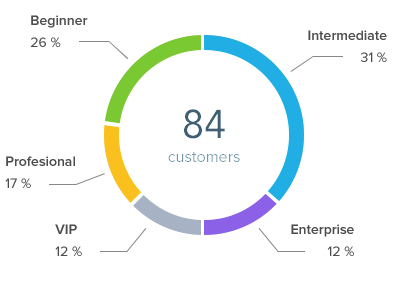 Beginner
26 %
Intermediate
31 %
84
customers
Profesional
17 %
VIP
12 %
Enterprise
12 %